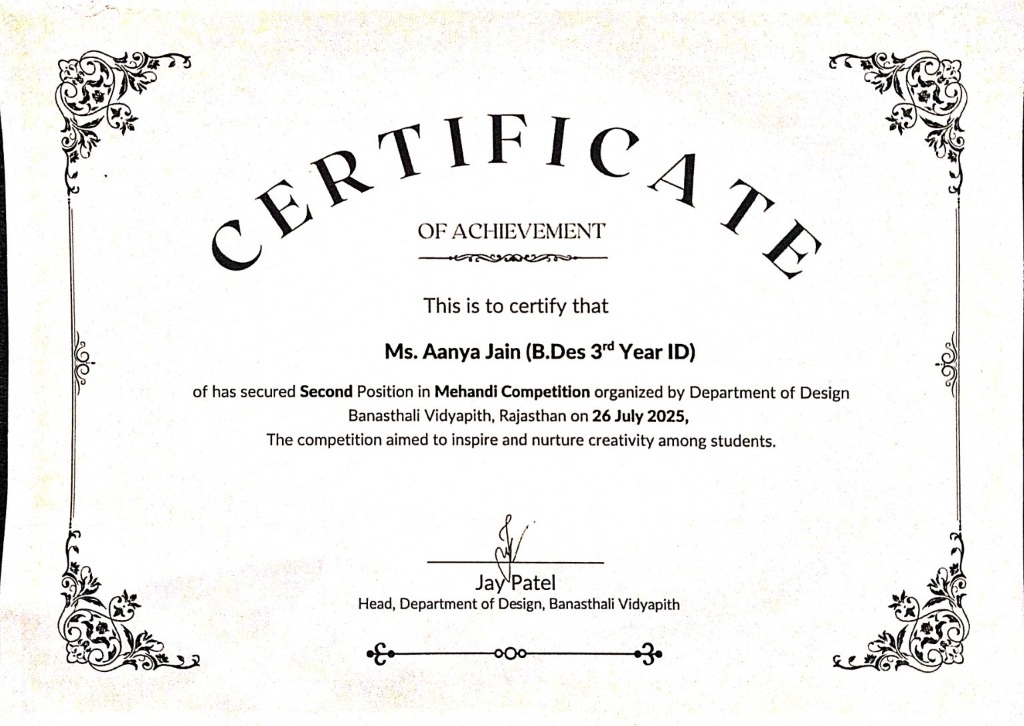 CERTIFICATE
OF ACHIEVEMENT
This is to certify that
Ms. Aanya Jain (B.Des 3rd Year ID)
of has secured Second Position in Mehandi Competition organized by Department of Design
Banasthali Vidyapith, Rajasthan on 26 July 2025,
The competition aimed to inspire and nurture creativity among students.
Jay Patel
Head, Department of Design, Banasthali Vidyapith